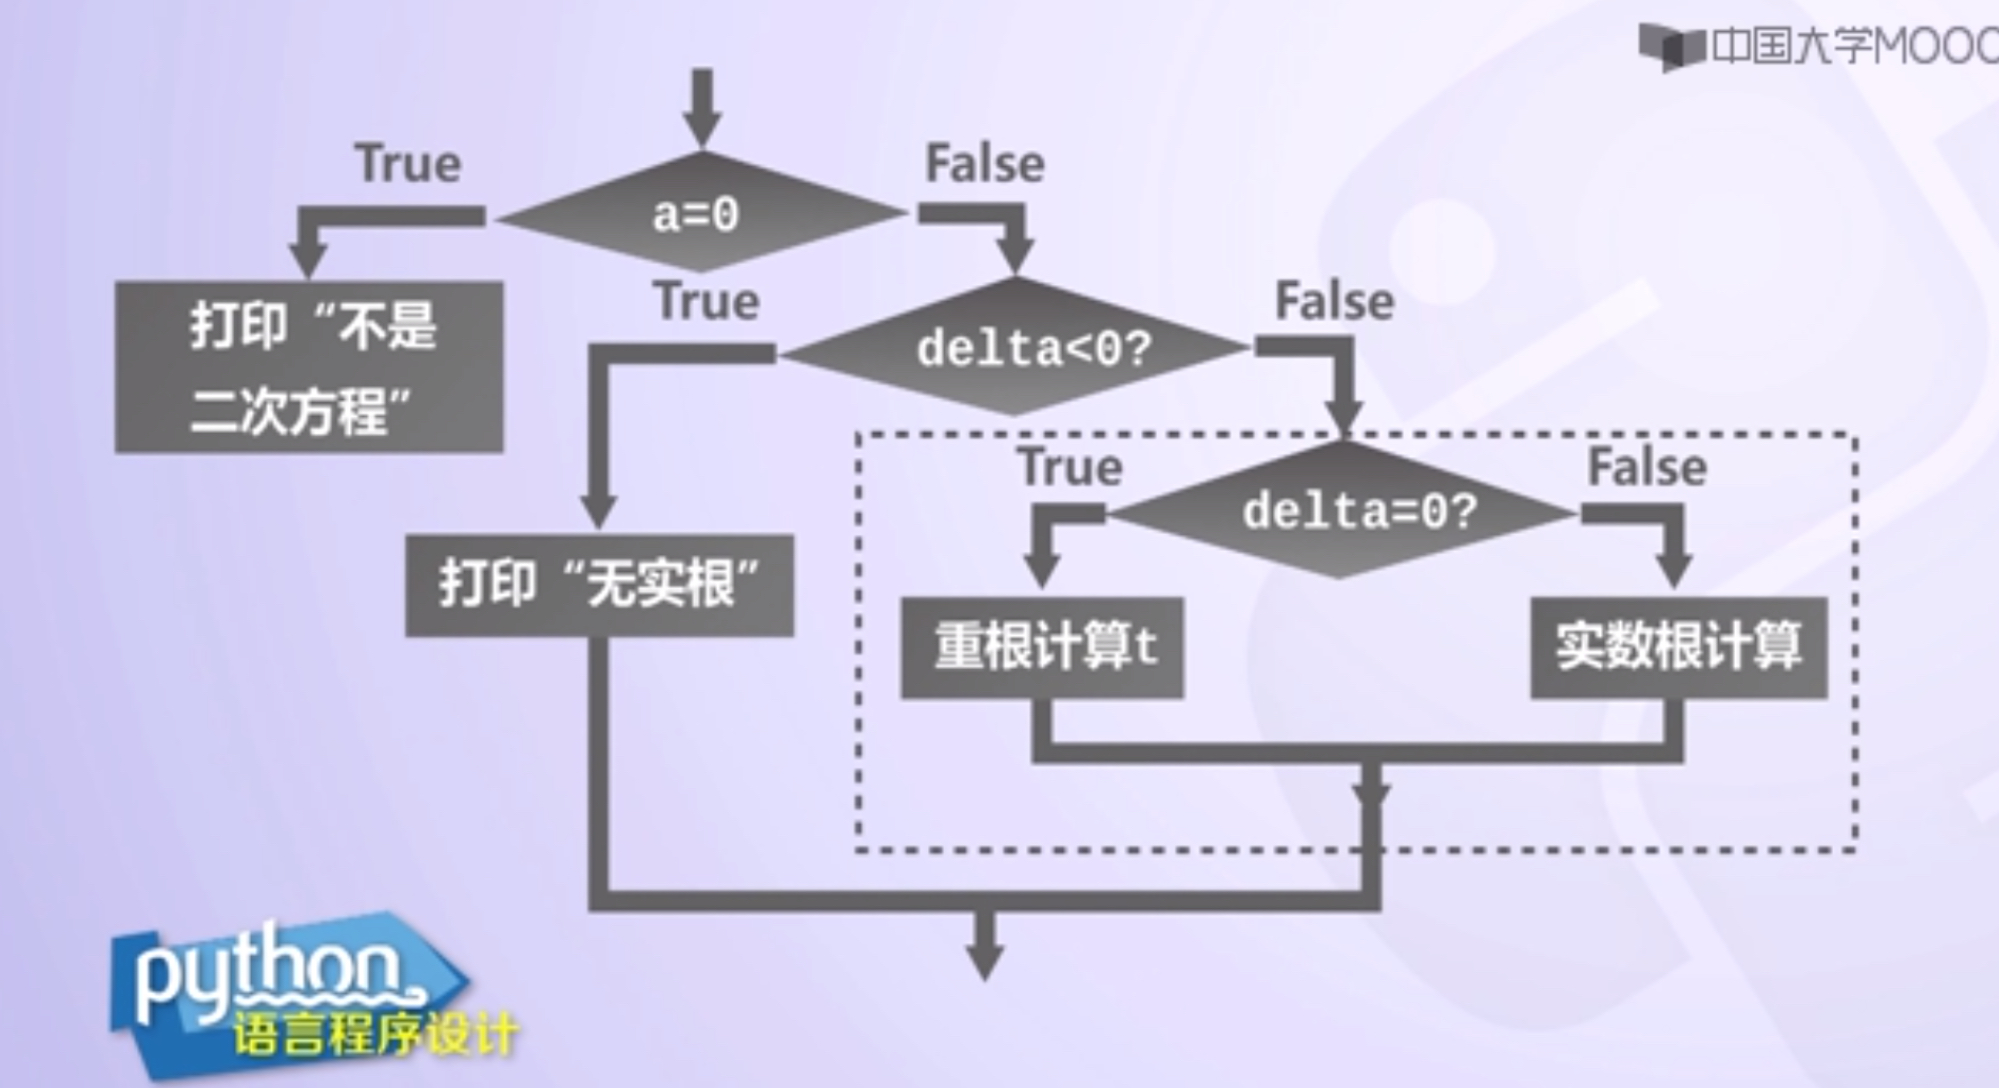 中国大学MOOC
True
False
a=0
打印“不是
二次方程”
True
False
delta<0?
True
False
delta=0?
打印“无实根”
重根计算t
实数根计算
python
语言程序设计